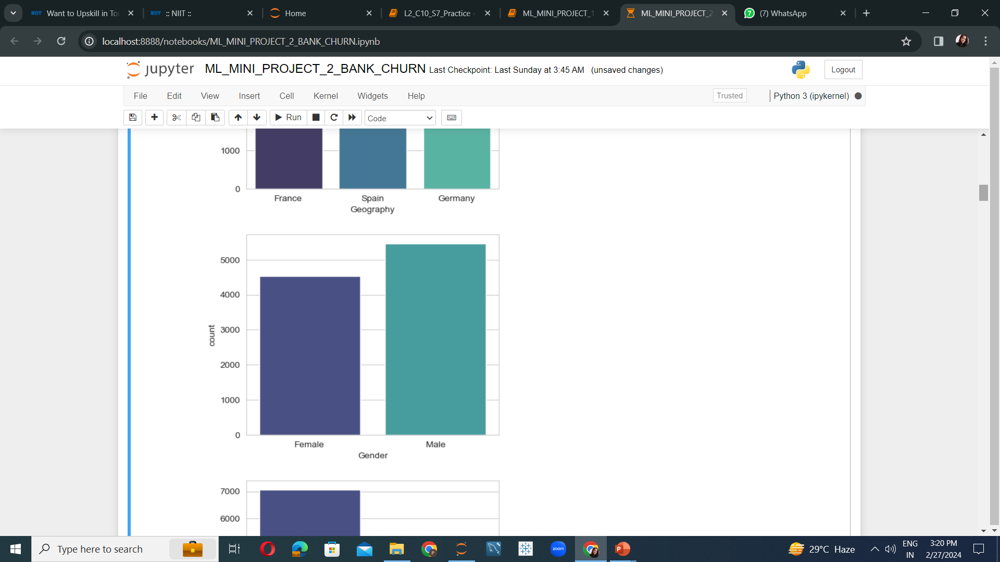 Want to Upskill in Too
:: NIIT ::
Home
L2_C10_S7_Practice -
ML_MINI_PROJECT_1
ML_MINI_PROJECT_2
(7) WhatsApp
localhost:8888/notebooks/ML_MINI_PROJECT_2_BANK_CHURN.ipynb
jupyter ML_MINI_PROJECT_2_BANK_CHURN Last Checkpoint: Last Sunday at 3:45 AM (unsaved changes)
Logout
File Edit View Insert Cell Kernel Widgets Help
Trusted
Python 3 (ipykernel)
Run
Code
1000
0
France Spain Germany
Geography
5000
4000
3000
2000
1000
0
count
Female Male
Gender
7000
6000
Type here to search
zoom
29°C Haze
ENG
IN
3:20 PM
2/27/2024